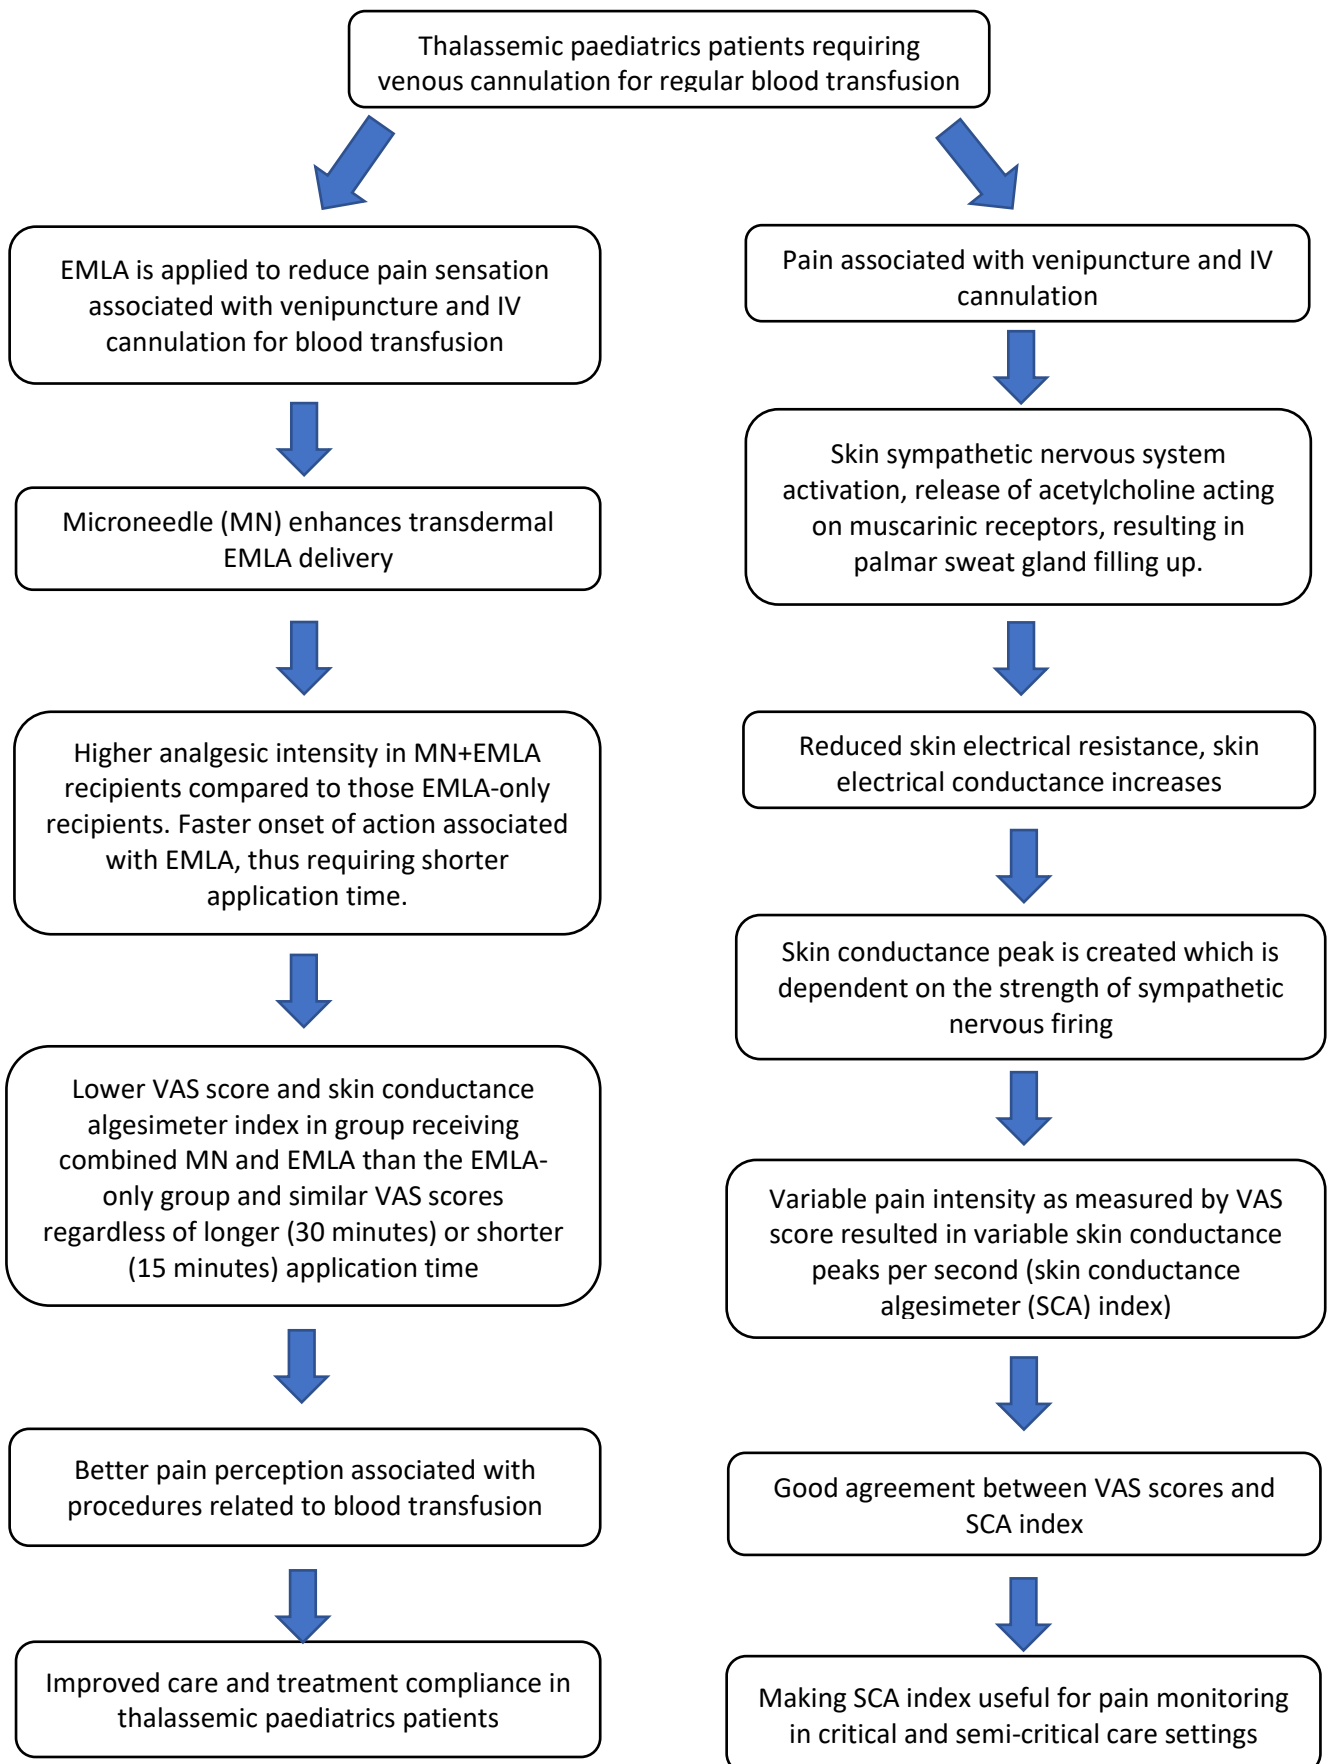 Thalassemic paediatrics patients requiring
venous cannulation for regular blood transfusion
EMLA is applied to reduce pain sensation
associated with venipuncture and IV
cannulation for blood transfusion
Microneedle (MN) enhances transdermal
EMLA delivery
Higher analgesic intensity in MN+EMLA
recipients compared to those EMLA-only
recipients. Faster onset of action associated
with EMLA, thus requiring shorter
application time.
Lower VAS score and skin conductance
algesimeter index in group receiving
combined MN and EMLA than the EMLA-
only group and similar VAS scores
regardless of longer (30 minutes) or shorter
(15 minutes) application time
Better pain perception associated with
procedures related to blood transfusion
Improved care and treatment compliance in
thalassemic paediatrics patients
Pain associated with venipuncture and IV
cannulation
Skin sympathetic nervous system
activation, release of acetylcholine acting
on muscarinic receptors, resulting in
palmar sweat gland filling up.
Reduced skin electrical resistance, skin
electrical conductance increases
Skin conductance peak is created which is
dependent on the strength of sympathetic
nervous firing
Variable pain intensity as measured by VAS
score resulted in variable skin conductance
peaks per second (skin conductance
algesimeter (SCA) index)
Good agreement between VAS scores and
SCA index
Making SCA index useful for pain monitoring
in critical and semi-critical care settings